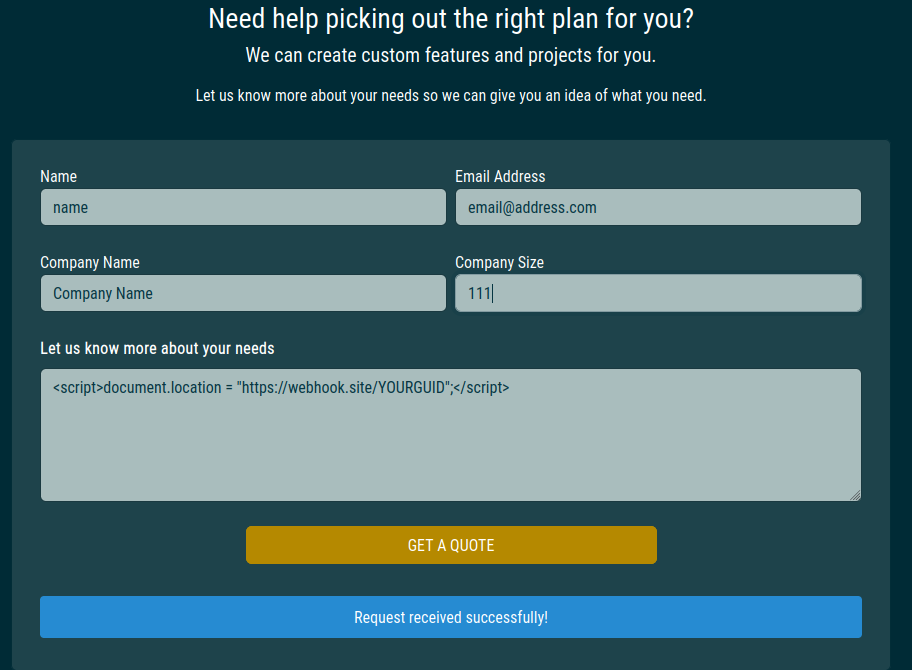 Need help picking out the right plan for you?
We can create custom features and projects for you.
Let us know more about your needs so we can give you an idea of what you need.
Name
Email Address
name
email@address.com
Company Name
Company Size
Company Name
111
Let us know more about your needs
<script>document.location = "https://webhook.site/YOURGUID";</script>
GET A QUOTE
Request received successfully!